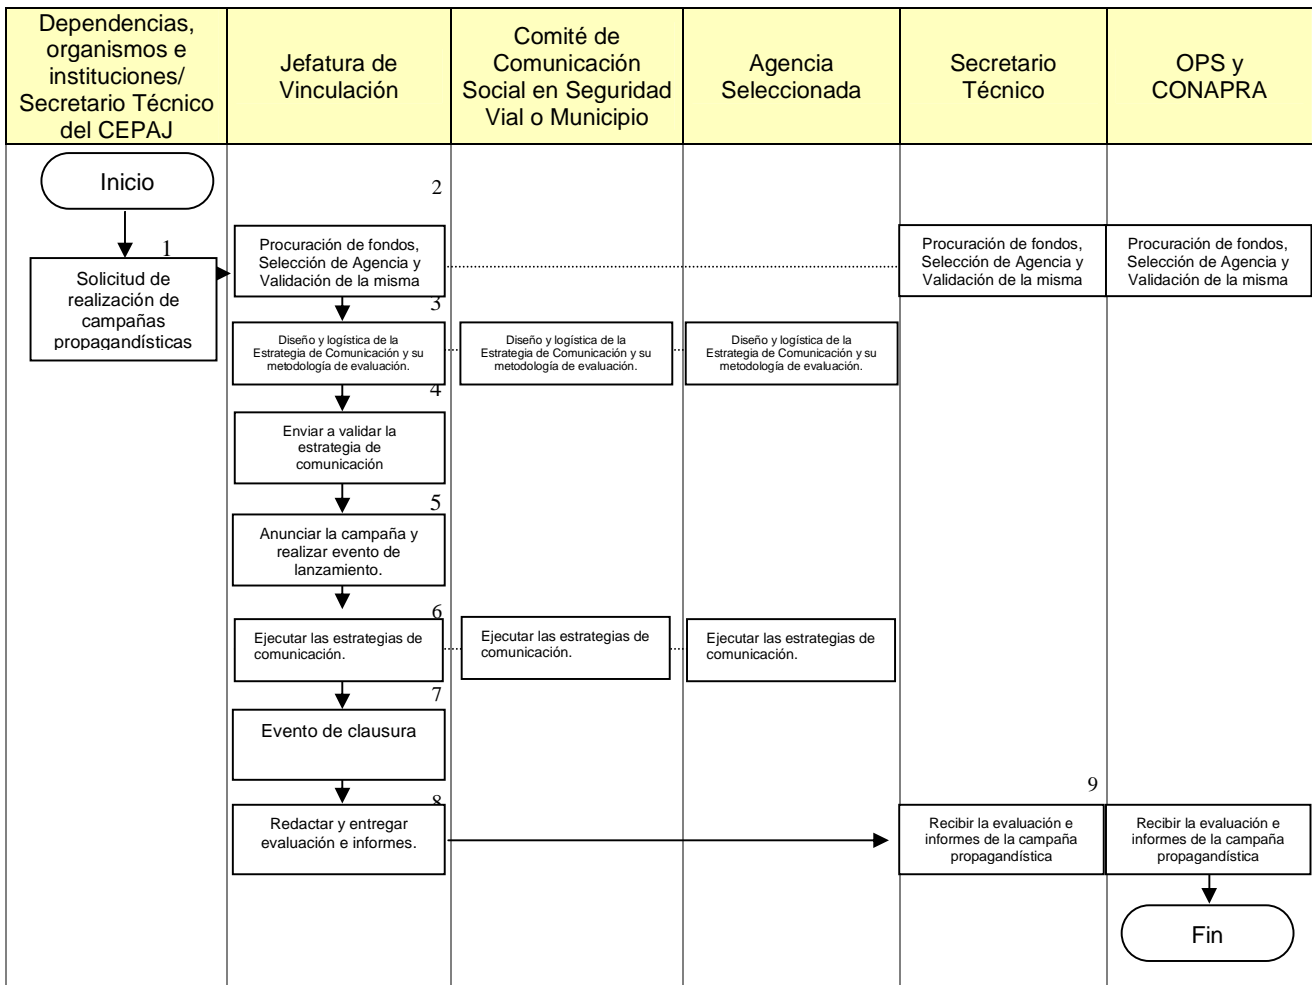 Dependencias,
organismos e
instituciones/
Secretario Técnico
del CEPAJ
Jefatura de
Vinculación
Comité de
Comunicación
Social en Seguridad
Vial o Municipio
Agencia
Seleccionada
Secretario
Técnico
OPS y
CONAPRA
Inicio
1
Solicitud de
realización de
campañas
propagandísticas
2
Procuración de fondos,
Selección de Agencia y
Validación de la misma
Procuración de fondos,
Selección de Agencia y
Validación de la misma
Procuración de fondos,
Selección de Agencia y
Validación de la misma
3
Diseño y logística de la
Estrategia de Comunicación y su
metodología de evaluación.
Diseño y logística de la
Estrategia de Comunicación y su
metodología de evaluación.
Diseño y logística de la
Estrategia de Comunicación y su
metodología de evaluación.
4
Enviar a validar la
estrategia de
comunicación
5
Anunciar la campaña y
realizar evento de
lanzamiento.
6
Ejecutar las estrategias de
comunicación.
Ejecutar las estrategias de
comunicación.
Ejecutar las estrategias de
comunicación.
7
Evento de clausura
8
Redactar y entregar
evaluación e informes.
9
Recibir la evaluación e
informes de la campaña
propagandística
Recibir la evaluación e
informes de la campaña
propagandística
Fin